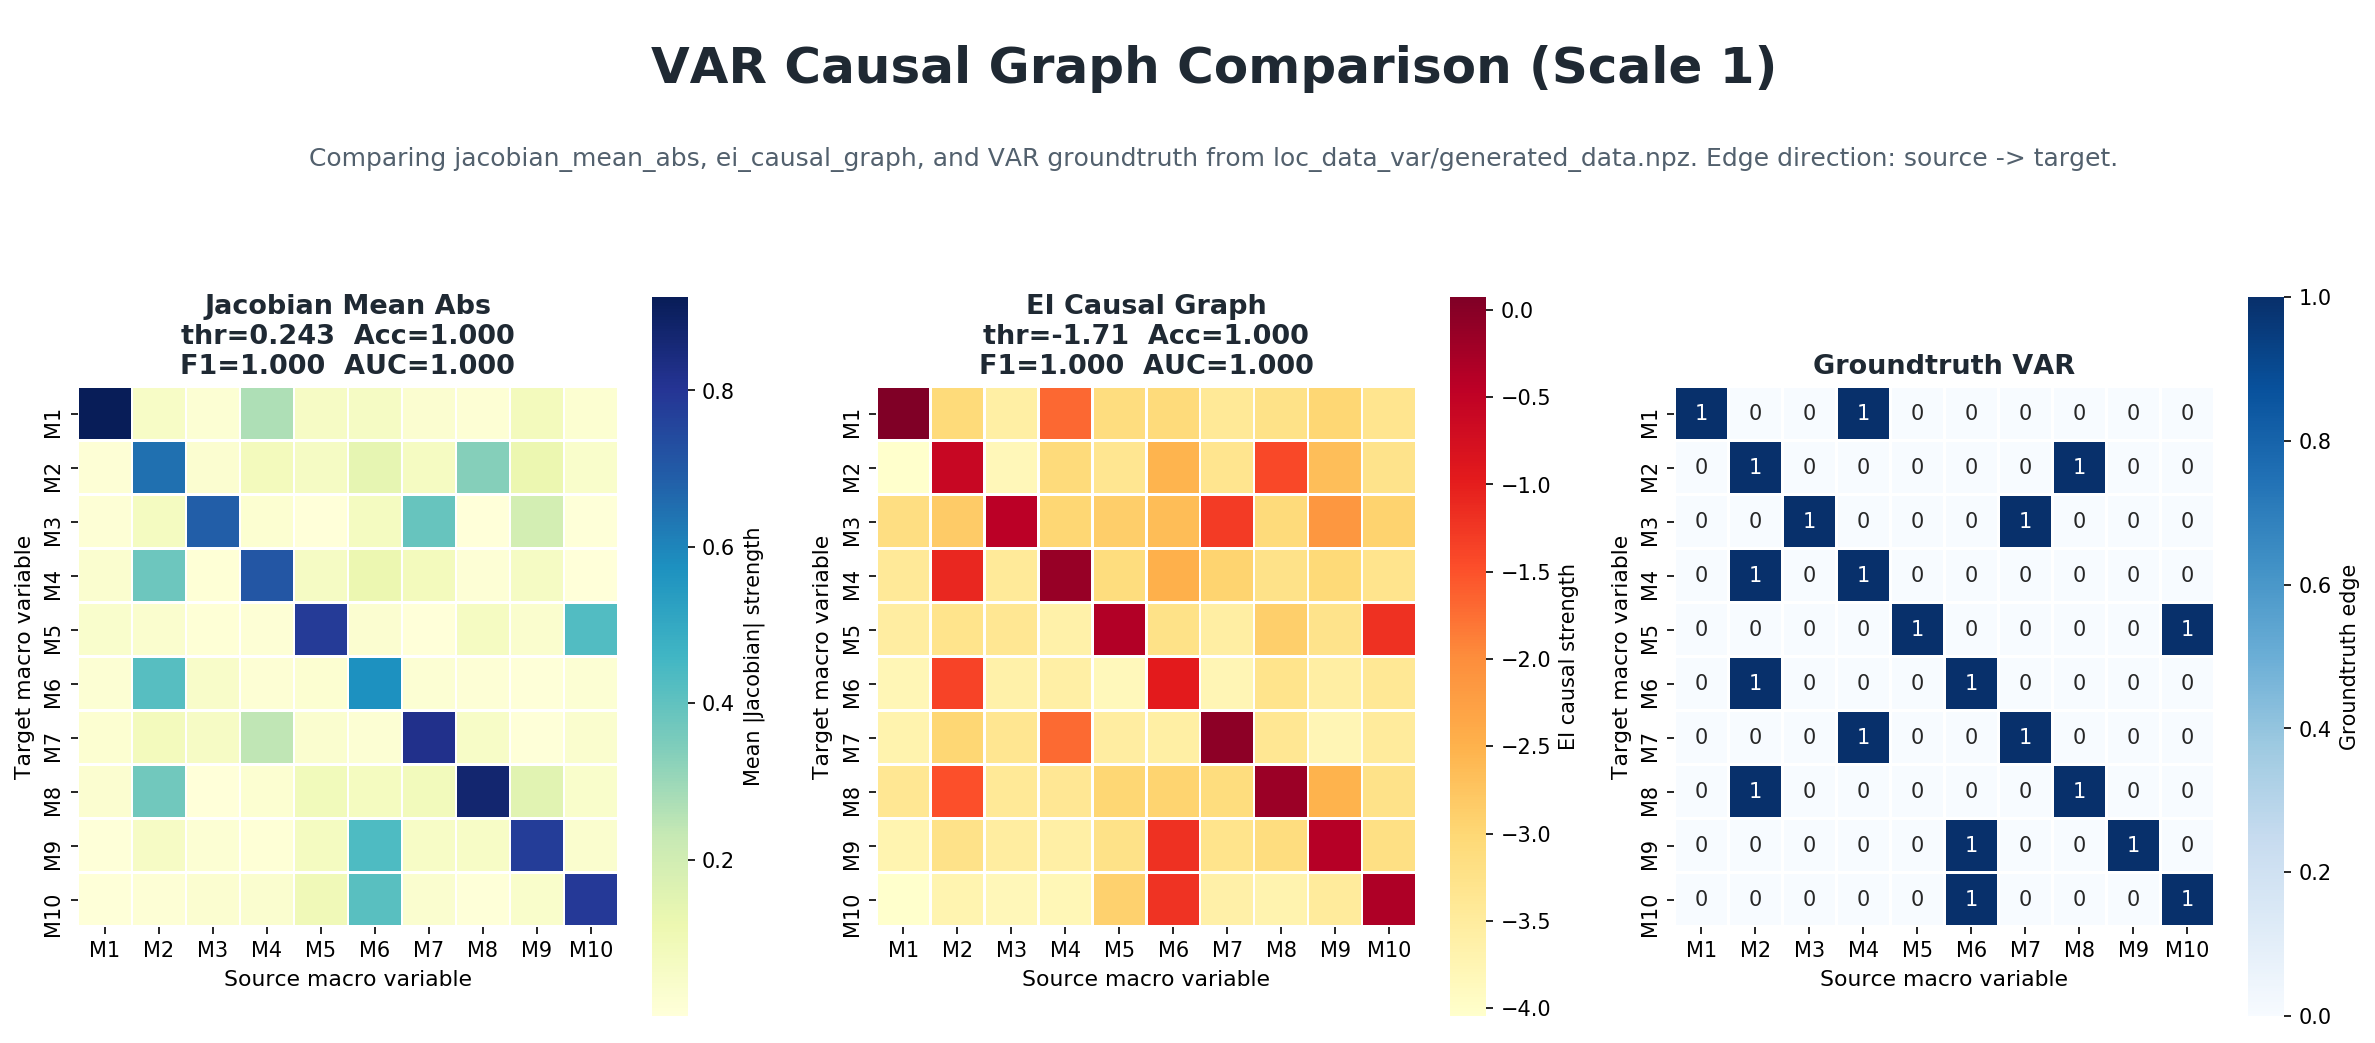 VAR Causal Graph Comparison (Scale 1)
Comparing jacobian_mean_abs, ei_causal_graph, and VAR groundtruth from loc_data_var/generated_data.npz. Edge direction: source -> target.
Jacobian Mean Abs
thr=0.243 Acc=1.000
F1=1.000 AUC=1.000
Target macro variable
M1
M2
M3
M4
M5
M6
M7
M8
M9
M10
M1 M2 M3 M4 M5 M6 M7 M8 M9 M10
Source macro variable
0.8
0.6
0.4
0.2
Mean |Jacobian| strength
EI Causal Graph
thr=-1.71 Acc=1.000
F1=1.000 AUC=1.000
Target macro variable
M1
M2
M3
M4
M5
M6
M7
M8
M9
M10
M1 M2 M3 M4 M5 M6 M7 M8 M9 M10
Source macro variable
0.0
−0.5
−1.0
−1.5
−2.0
−2.5
−3.0
−3.5
−4.0
EI causal strength
Groundtruth VAR
Target macro variable
M1 1 0 0 1 0 0 0 0 0 0
M2 0 1 0 0 0 0 0 1 0 0
M3 0 0 1 0 0 0 1 0 0 0
M4 0 1 0 1 0 0 0 0 0 0
M5 0 0 0 0 1 0 0 0 0 1
M6 0 1 0 0 0 1 0 0 0 0
M7 0 0 0 1 0 0 1 0 0 0
M8 0 1 0 0 0 0 0 1 0 0
M9 0 0 0 0 0 1 0 0 1 0
M10 0 0 0 0 0 1 0 0 0 1
M1 M2 M3 M4 M5 M6 M7 M8 M9 M10
Source macro variable
1.0
0.8
0.6
0.4
0.2
0.0
Groundtruth edge